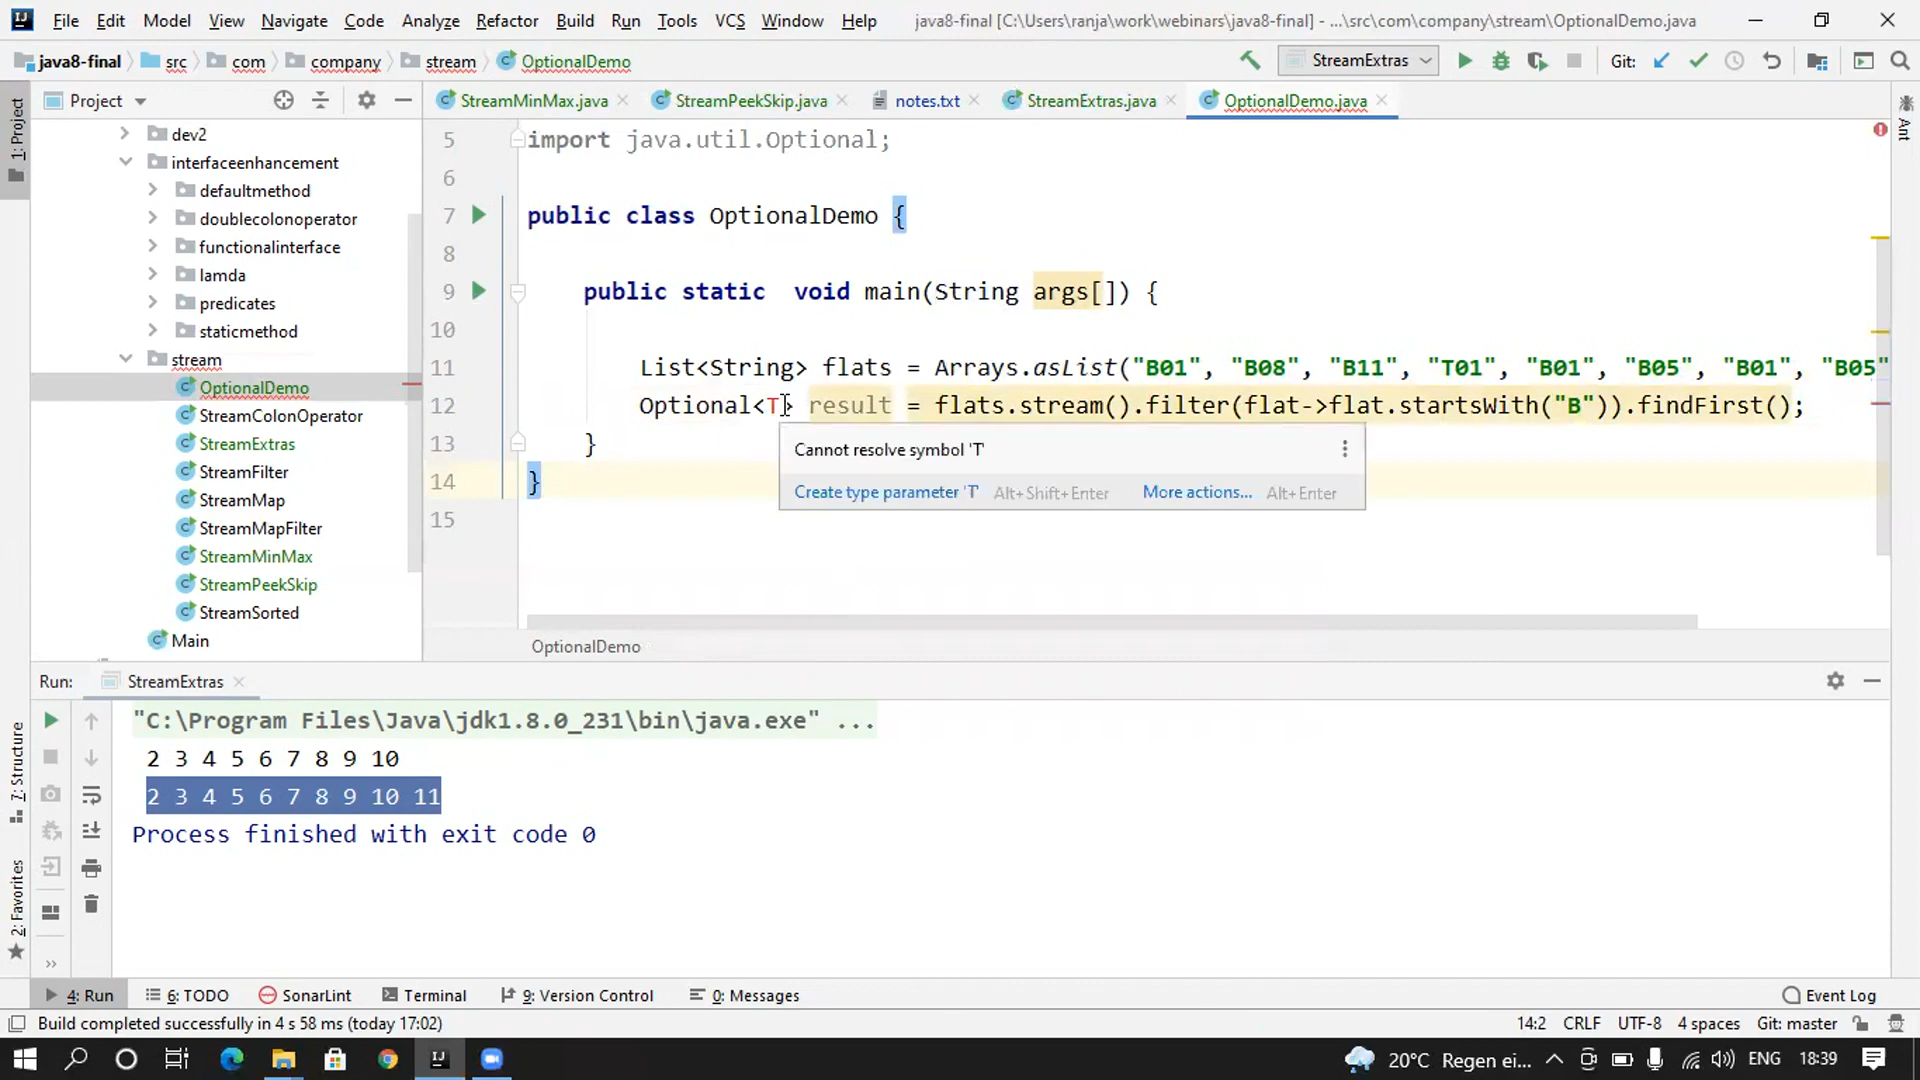 File Edit Model View Navigate Code Analyze Refactor Build Run Tools VCS Window Help java8-final [C:\Users\ranja\work\webinars\java8-final] - ...\src\com\company\stream\OptionalDemo.java
java8-final src com company stream OptionalDemo StreamExtras Git:
Project StreamMinMax.java StreamPeekSkip.java notes.txt StreamExtras.java OptionalDemo.java
1: Project
Ant
dev2
interfaceenhancement
defaultmethod
doublecolonoperator
functionalinterface
lamda
predicates
staticmethod
stream
OptionalDemo
StreamColonOperator
StreamExtras
StreamFilter
StreamMap
StreamMapFilter
StreamMinMax
StreamPeekSkip
StreamSorted
Main
5 import java.util.Optional;
6
7 public class OptionalDemo {
8
9 public static  void main(String args[]) {
10
11 List<String> flats = Arrays.asList("B01", "B08", "B11", "T01", "B01", "B05", "B01", "B05"
12 Optional<T> result = flats.stream().filter(flat->flat.startsWith("B")).findFirst();
13 }
14 }
15
Cannot resolve symbol 'T'
Create type parameter 'T' Alt+Shift+Enter More actions... Alt+Enter
OptionalDemo
Run: StreamExtras
"C:\Program Files\Java\jdk1.8.0_231\bin\java.exe" ...
2 3 4 5 6 7 8 9 10
2 3 4 5 6 7 8 9 10 11
Process finished with exit code 0
7: Structure
2: Favorites
4: Run 6: TODO SonarLint Terminal 9: Version Control 0: Messages Event Log
Build completed successfully in 4 s 58 ms (today 17:02) 14:2 CRLF UTF-8 4 spaces Git: master
20°C Regen ei... ENG 18:39